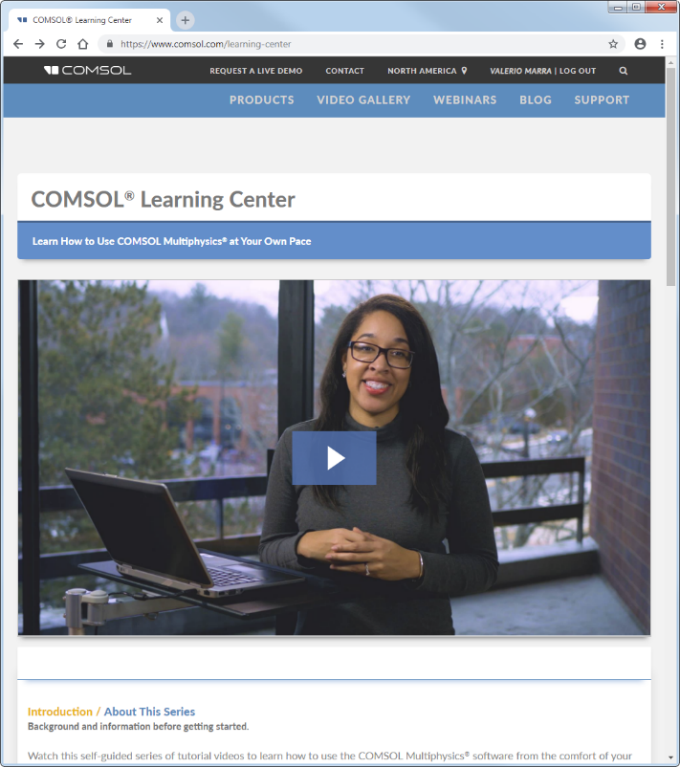 COMSOL® Learning Center
https://www.comsol.com/learning-center
COMSOL REQUEST A LIVE DEMO CONTACT NORTH AMERICA VALERIO MARRA | LOG OUT
PRODUCTS VIDEO GALLERY WEBINARS BLOG SUPPORT
COMSOL® Learning Center
Learn How to Use COMSOL Multiphysics® at Your Own Pace
Introduction / About This Series
Background and information before getting started.
Watch this self-guided series of tutorial videos to learn how to use the COMSOL Multiphysics® software from the comfort of your